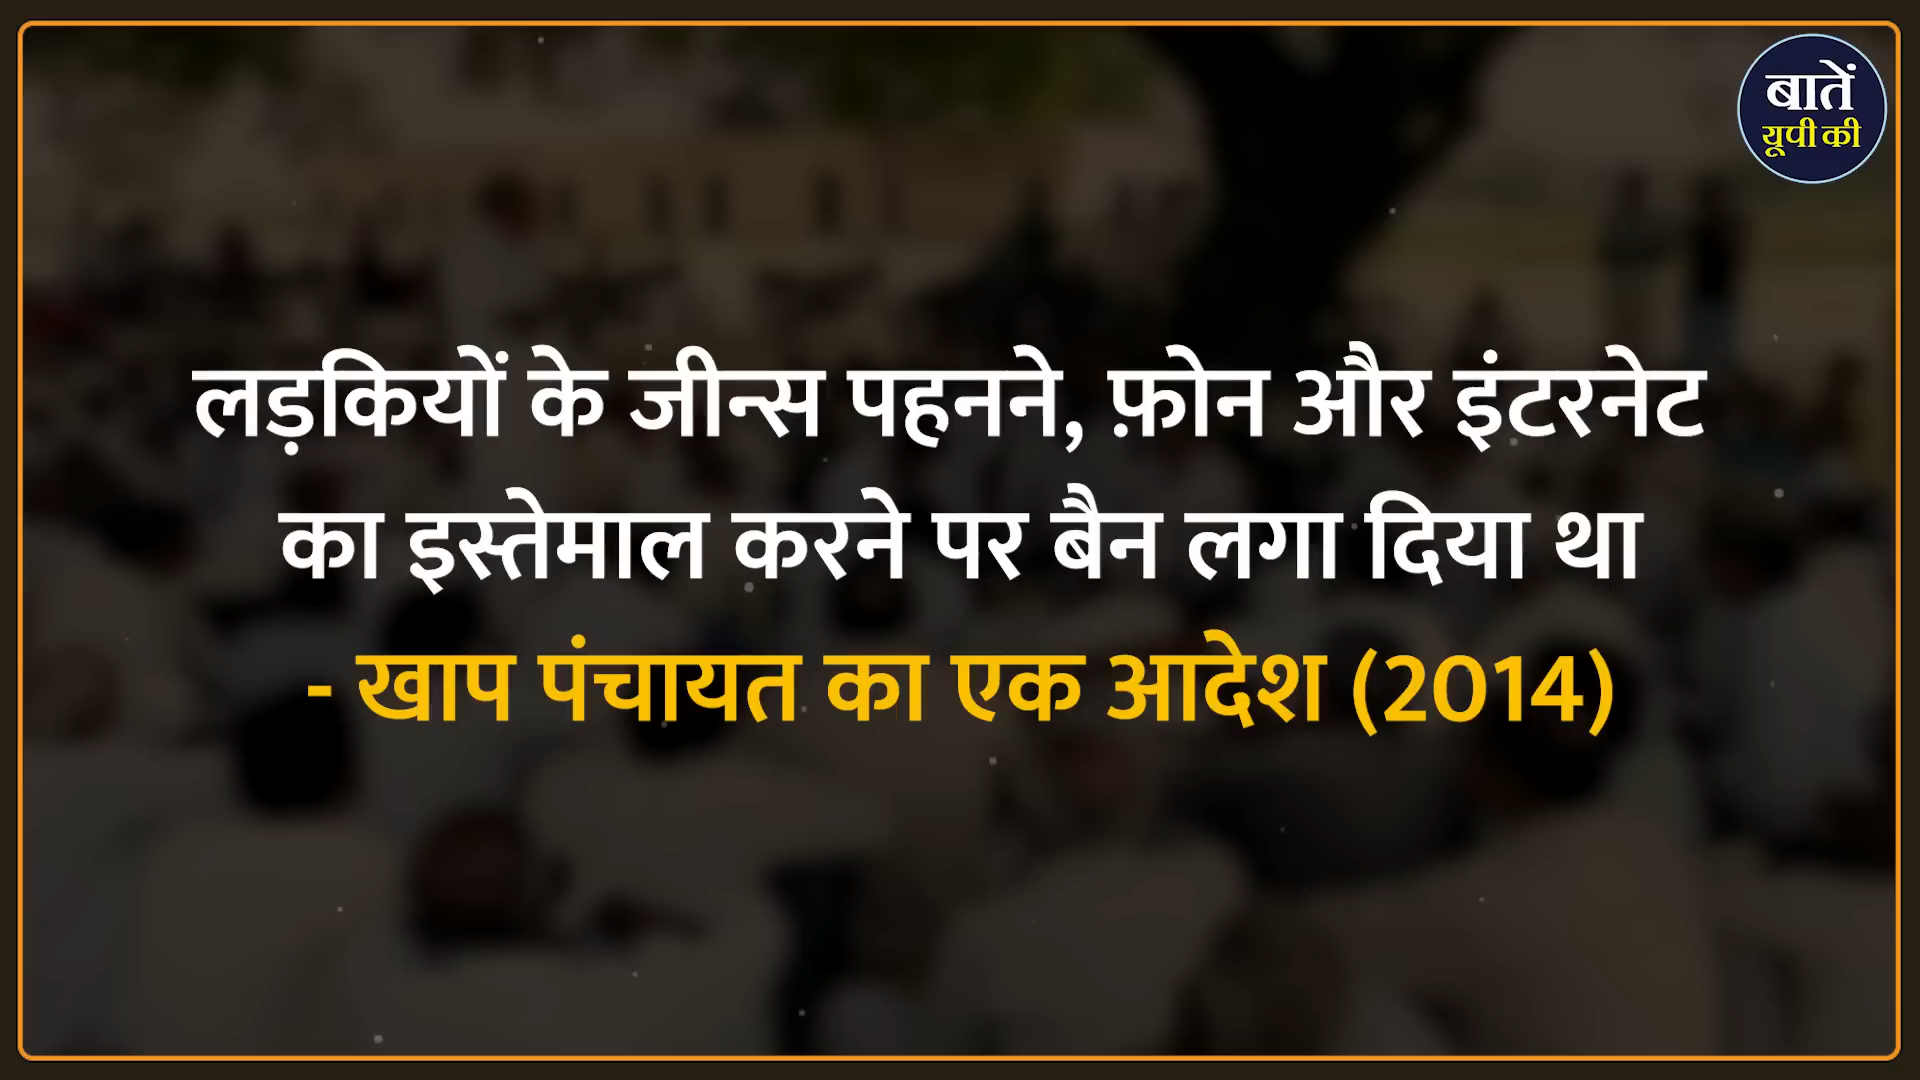 बातें
यूपी की
लड़कियों के जीन्स पहनने, फ़ोन और इंटरनेट
का इस्तेमाल करने पर बैन लगा दिया था
- खाप पंचायत का एक आदेश (2014)